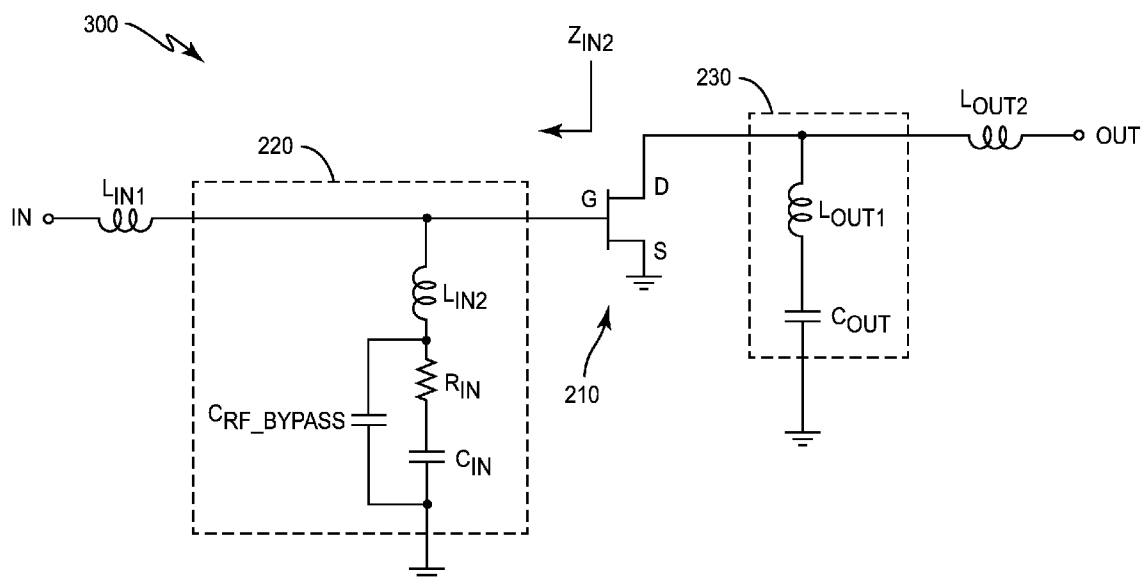 300
Z_IN2
230
L_OUT2
OUT
220
L_IN1
IN
G
D
S
L_OUT1
L_IN2
C_OUT
R_IN
210
C_RF_BYPASS
C_IN